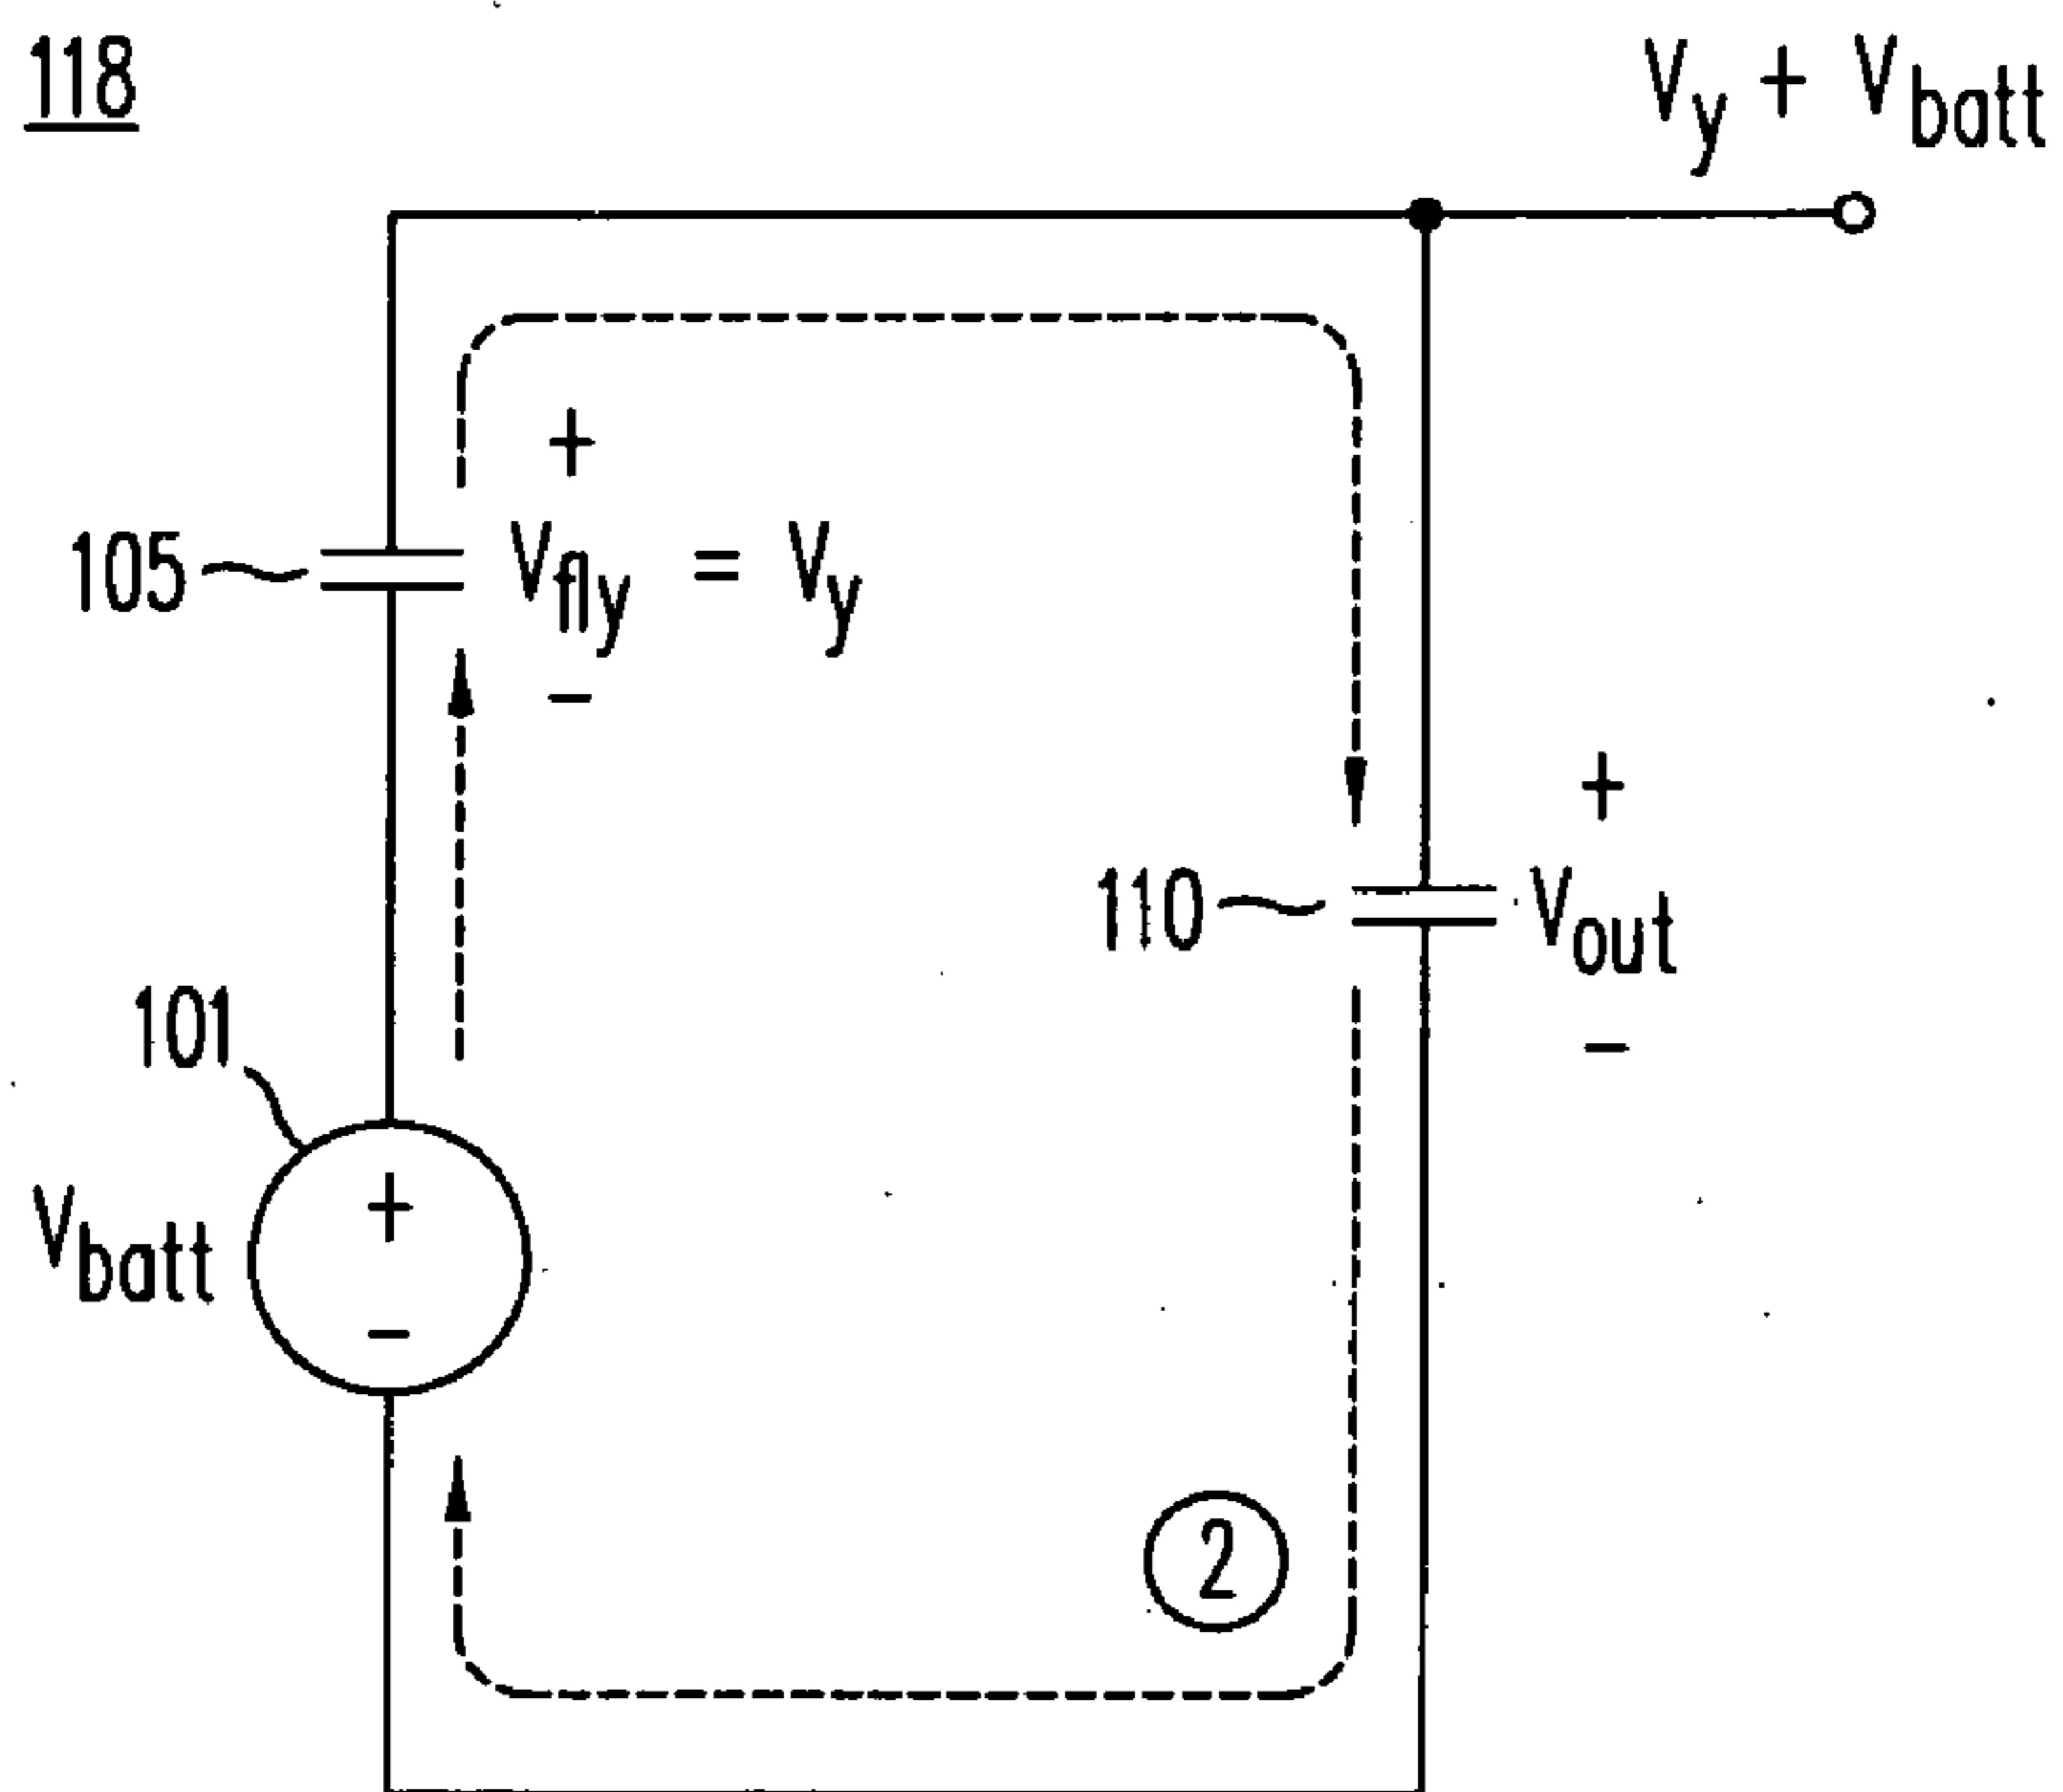 118
Vy + Vbatt
+
105
Vfly = Vy
−
+
110
Vout
−
101
Vbatt
+
−
2